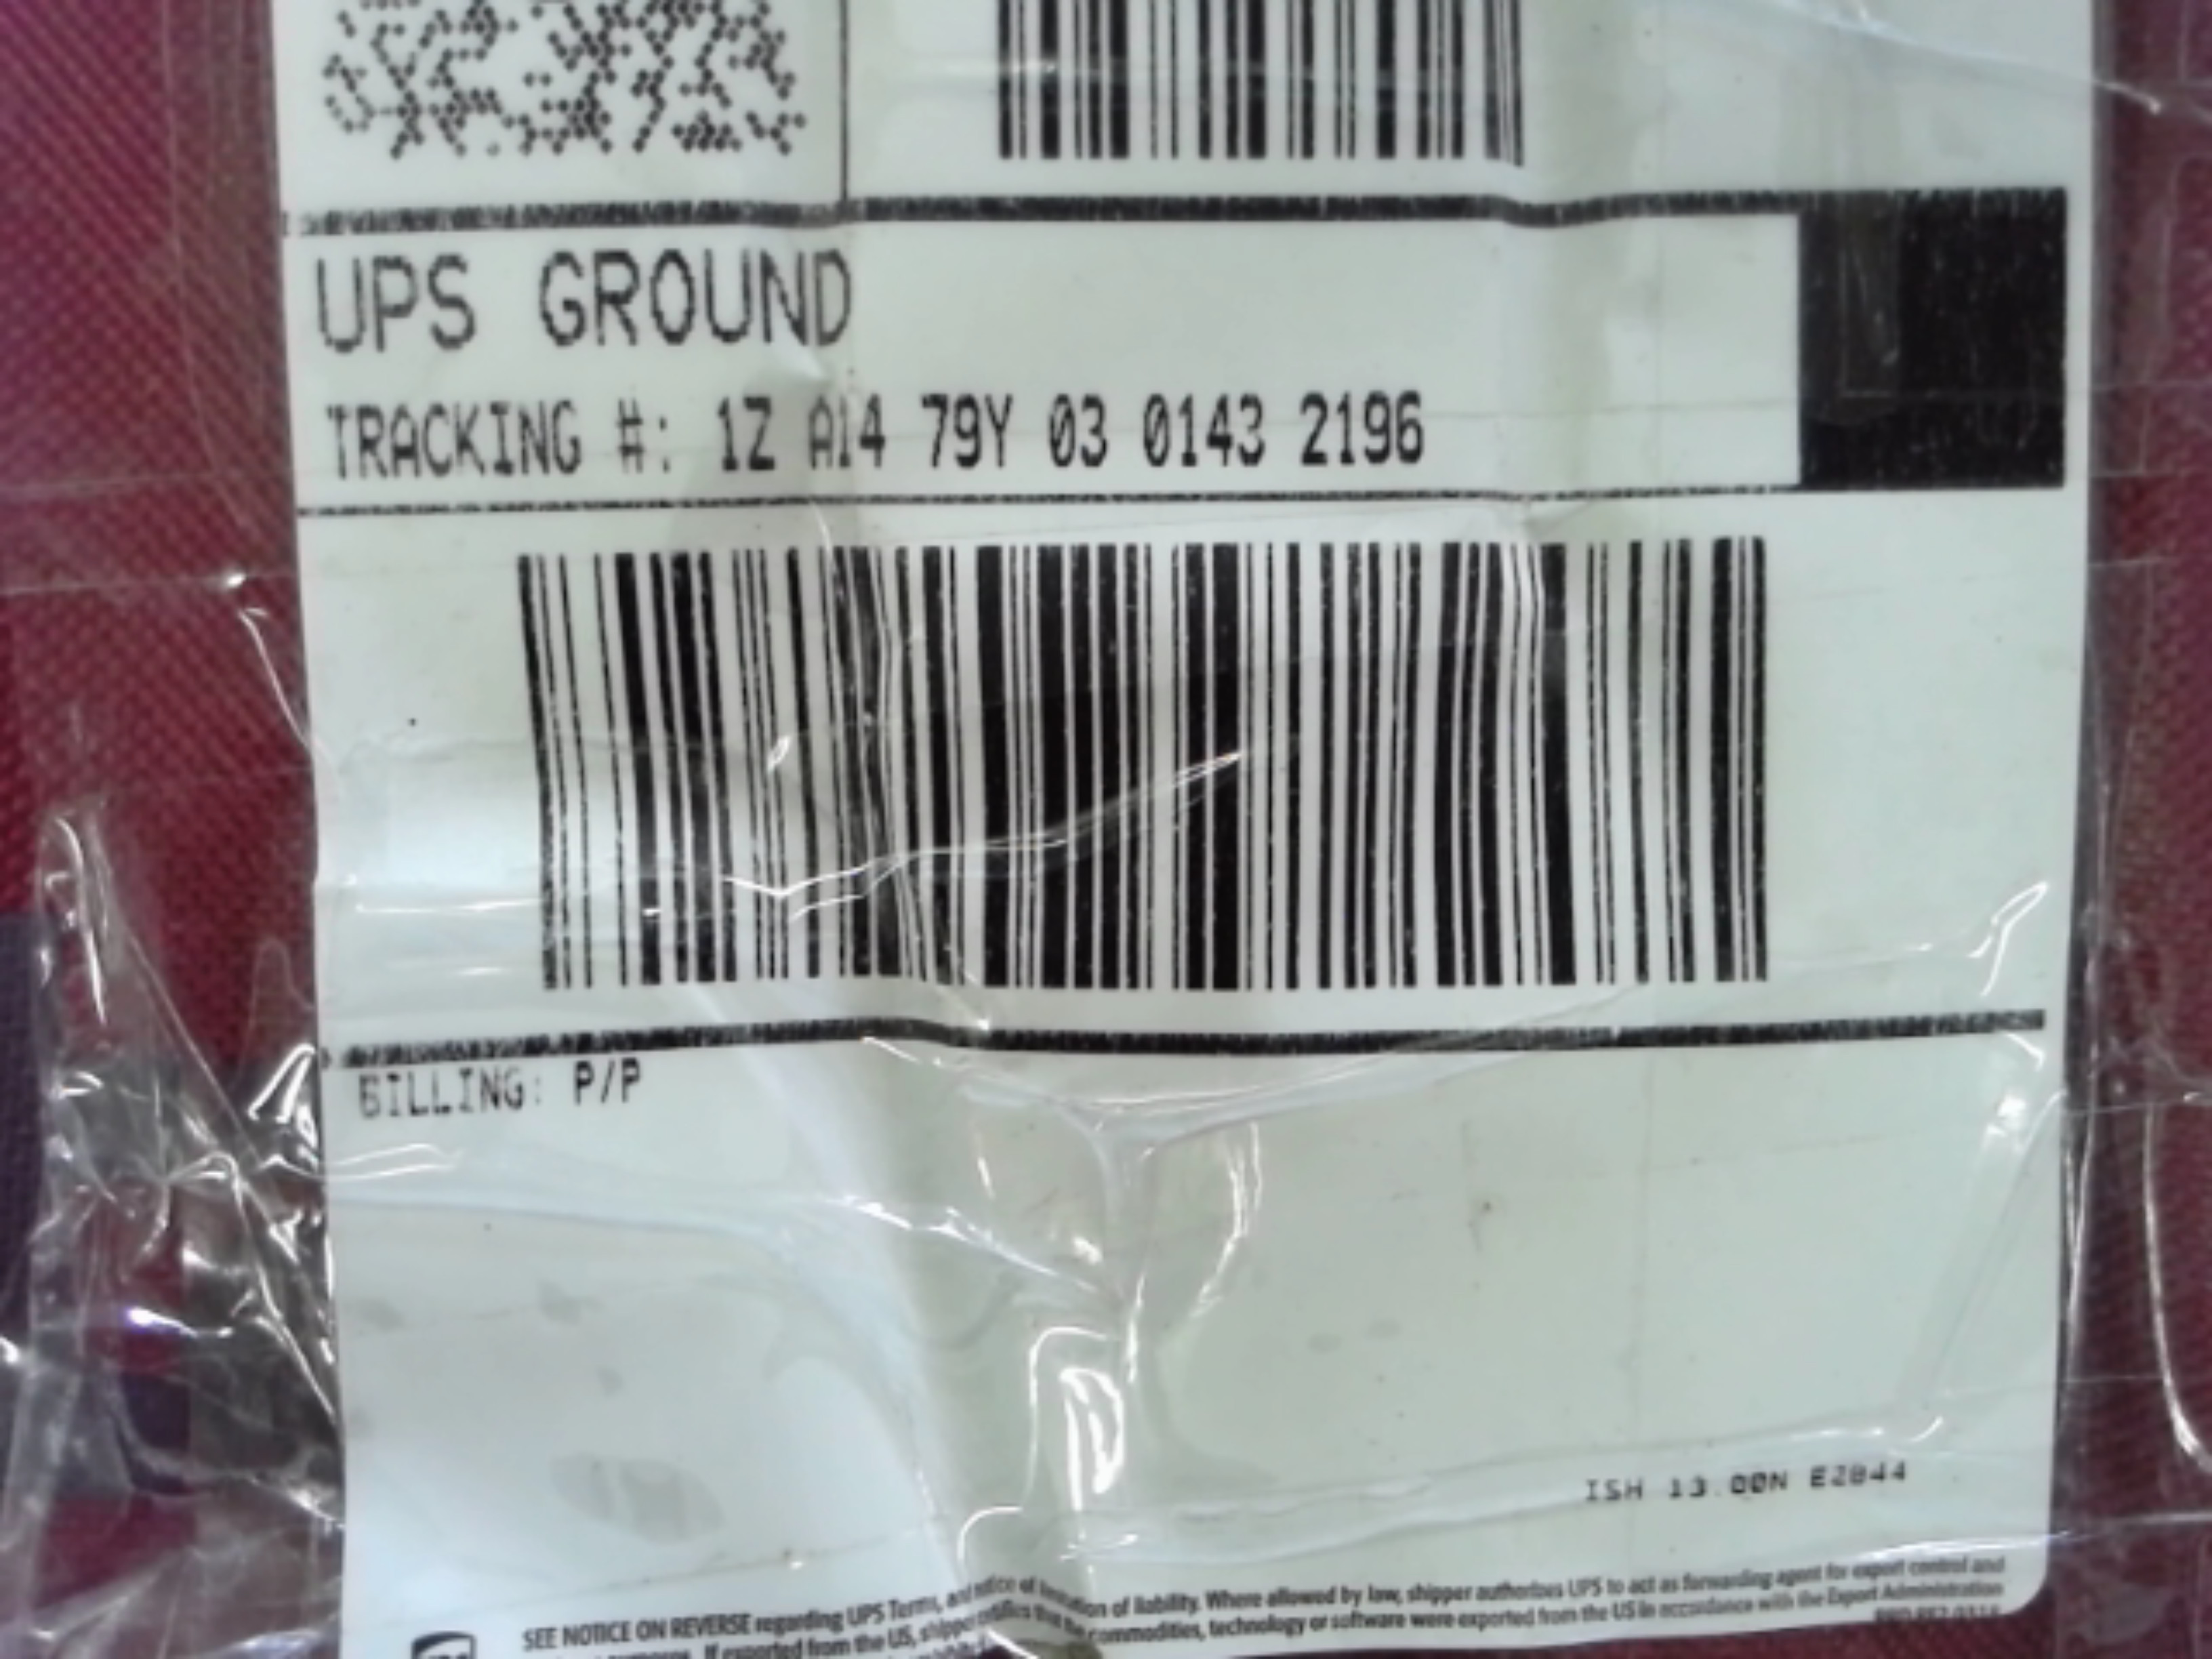 UPS GROUND
TRACKING #: 1Z A14 79Y 03 0143 2196
BILLING: P/P
ISH 13.00N E2844
SEE NOTICE ON REVERSE regarding UPS Terms, and notice of limitation of liability. Where allowed by law, shipper authorizes UPS to act as forwarding agent for export control and
If exported from the US, shipper certifies that the commodities, technology or software were exported from the US in accordance with the Export Administration